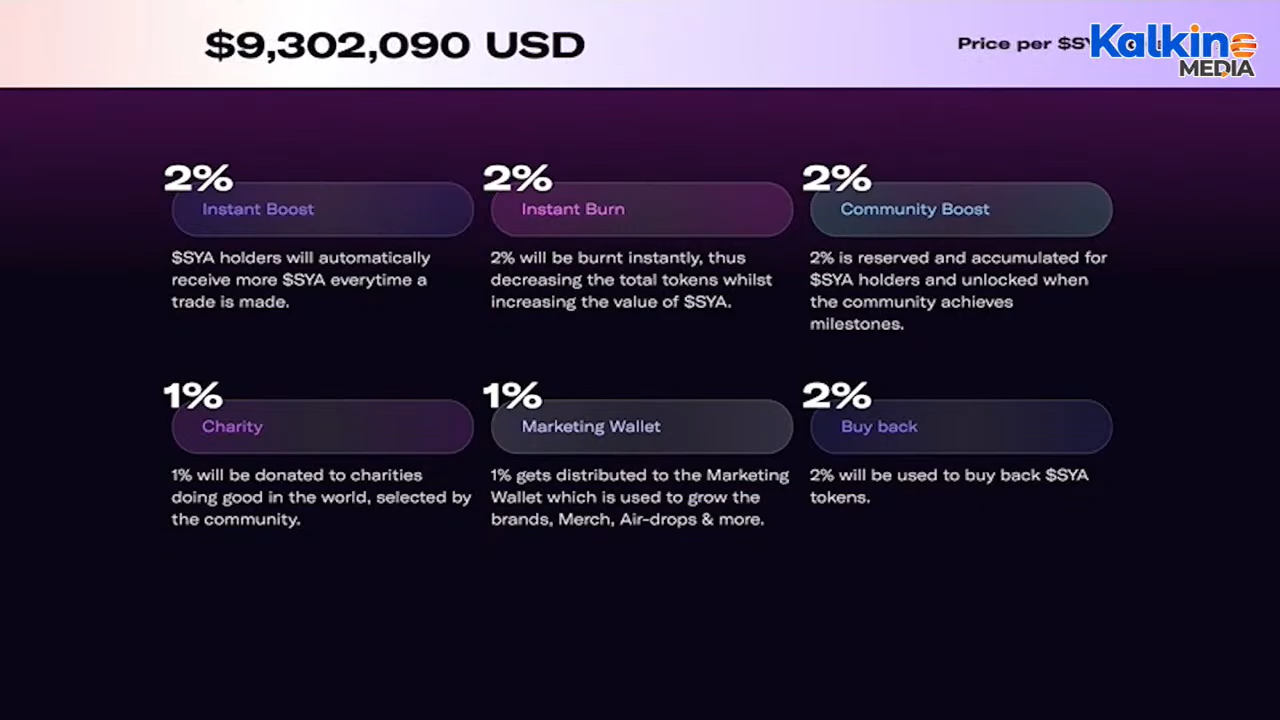 $9,302,090 USD
Price per
Kalkine
MEDIA
2%
Instant Boost
$SYA holders will automatically
receive more $SYA everytime a
trade is made.
2%
Instant Burn
2% will be burnt instantly, thus
decreasing the total tokens whilst
increasing the value of $SYA.
2%
Community Boost
2% is reserved and accumulated for
$SYA holders and unlocked when
the community achieves
milestones.
1%
Charity
1% will be donated to charities
doing good in the world, selected by
the community.
1%
Marketing Wallet
1% gets distributed to the Marketing
Wallet which is used to grow the
brands, Merch, Air-drops & more.
2%
Buy back
2% will be used to buy back $SYA
tokens.